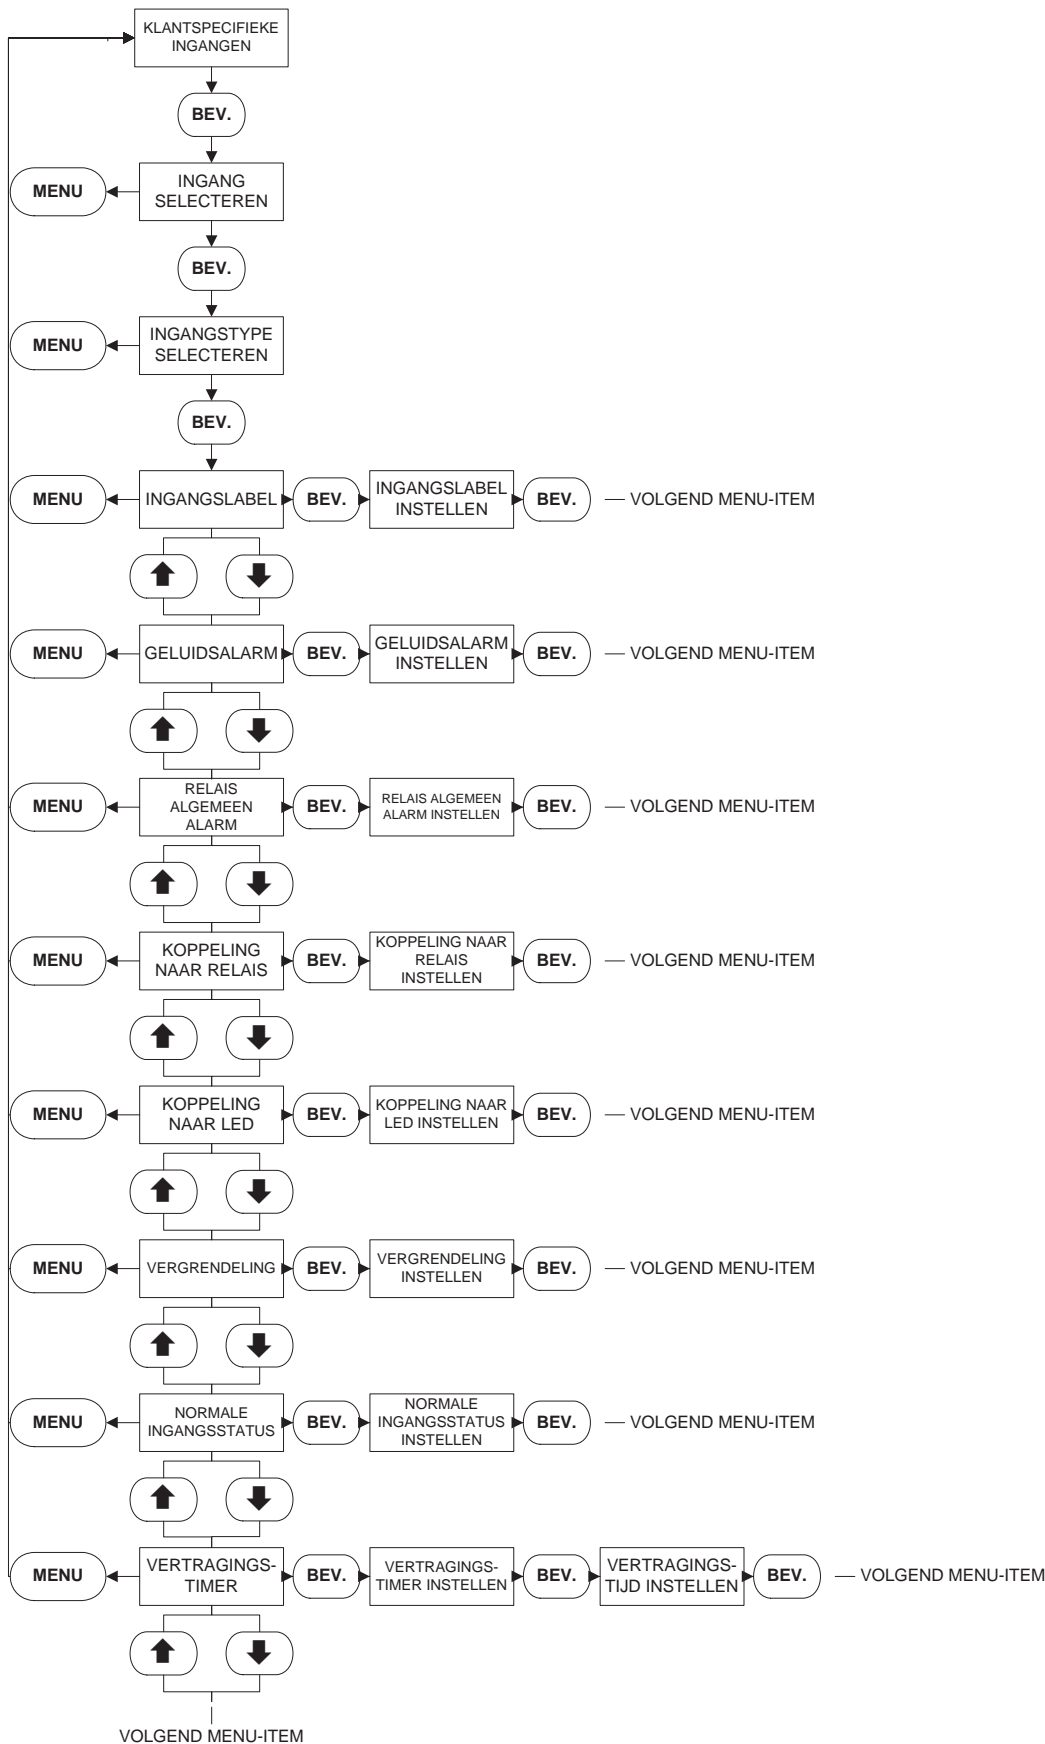 KLANTSPECIFIEKE
INGANGEN
BEV.
MENU
INGANG
SELECTEREN
BEV.
MENU
INGANGSTYPE
SELECTEREN
BEV.
MENU
INGANGSLABEL
BEV.
INGANGSLABEL
INSTELLEN
BEV.
VOLGEND MENU-ITEM
MENU
GELUIDSALARM
BEV.
GELUIDSALARM
INSTELLEN
BEV.
VOLGEND MENU-ITEM
MENU
RELAIS
ALGEMEEN
ALARM
BEV.
RELAIS ALGEMEEN
ALARM INSTELLEN
BEV.
VOLGEND MENU-ITEM
MENU
KOPPELING
NAAR RELAIS
BEV.
KOPPELING NAAR
RELAIS
INSTELLEN
BEV.
VOLGEND MENU-ITEM
MENU
KOPPELING
NAAR LED
BEV.
KOPPELING NAAR
LED INSTELLEN
BEV.
VOLGEND MENU-ITEM
MENU
VERGRENDELING
BEV.
VERGRENDELING
INSTELLEN
BEV.
VOLGEND MENU-ITEM
MENU
NORMALE
INGANGSSTATUS
BEV.
NORMALE
INGANGSSTATUS
INSTELLEN
BEV.
VOLGEND MENU-ITEM
MENU
VERTRAGINGS-
TIMER
BEV.
VERTRAGINGS-
TIMER INSTELLEN
BEV.
VERTRAGINGS-
TIJD INSTELLEN
BEV.
VOLGEND MENU-ITEM
VOLGEND MENU-ITEM